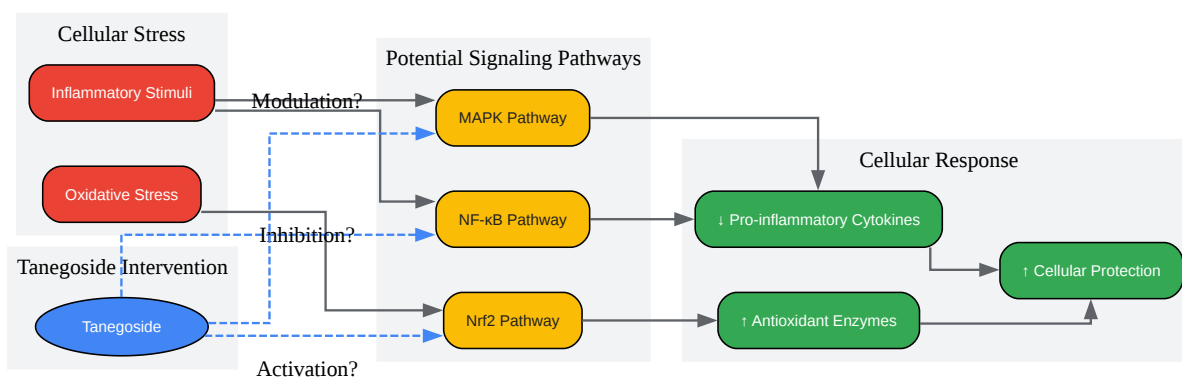 Cellular Stress
Inflammatory Stimuli
Oxidative Stress
Tanegoside Intervention
Tanegoside
Modulation?
Inhibition?
Activation?
Potential Signaling Pathways
MAPK Pathway
NF-κB Pathway
Nrf2 Pathway
Cellular Response
↓ Pro-inflammatory Cytokines
↑ Antioxidant Enzymes
↑ Cellular Protection